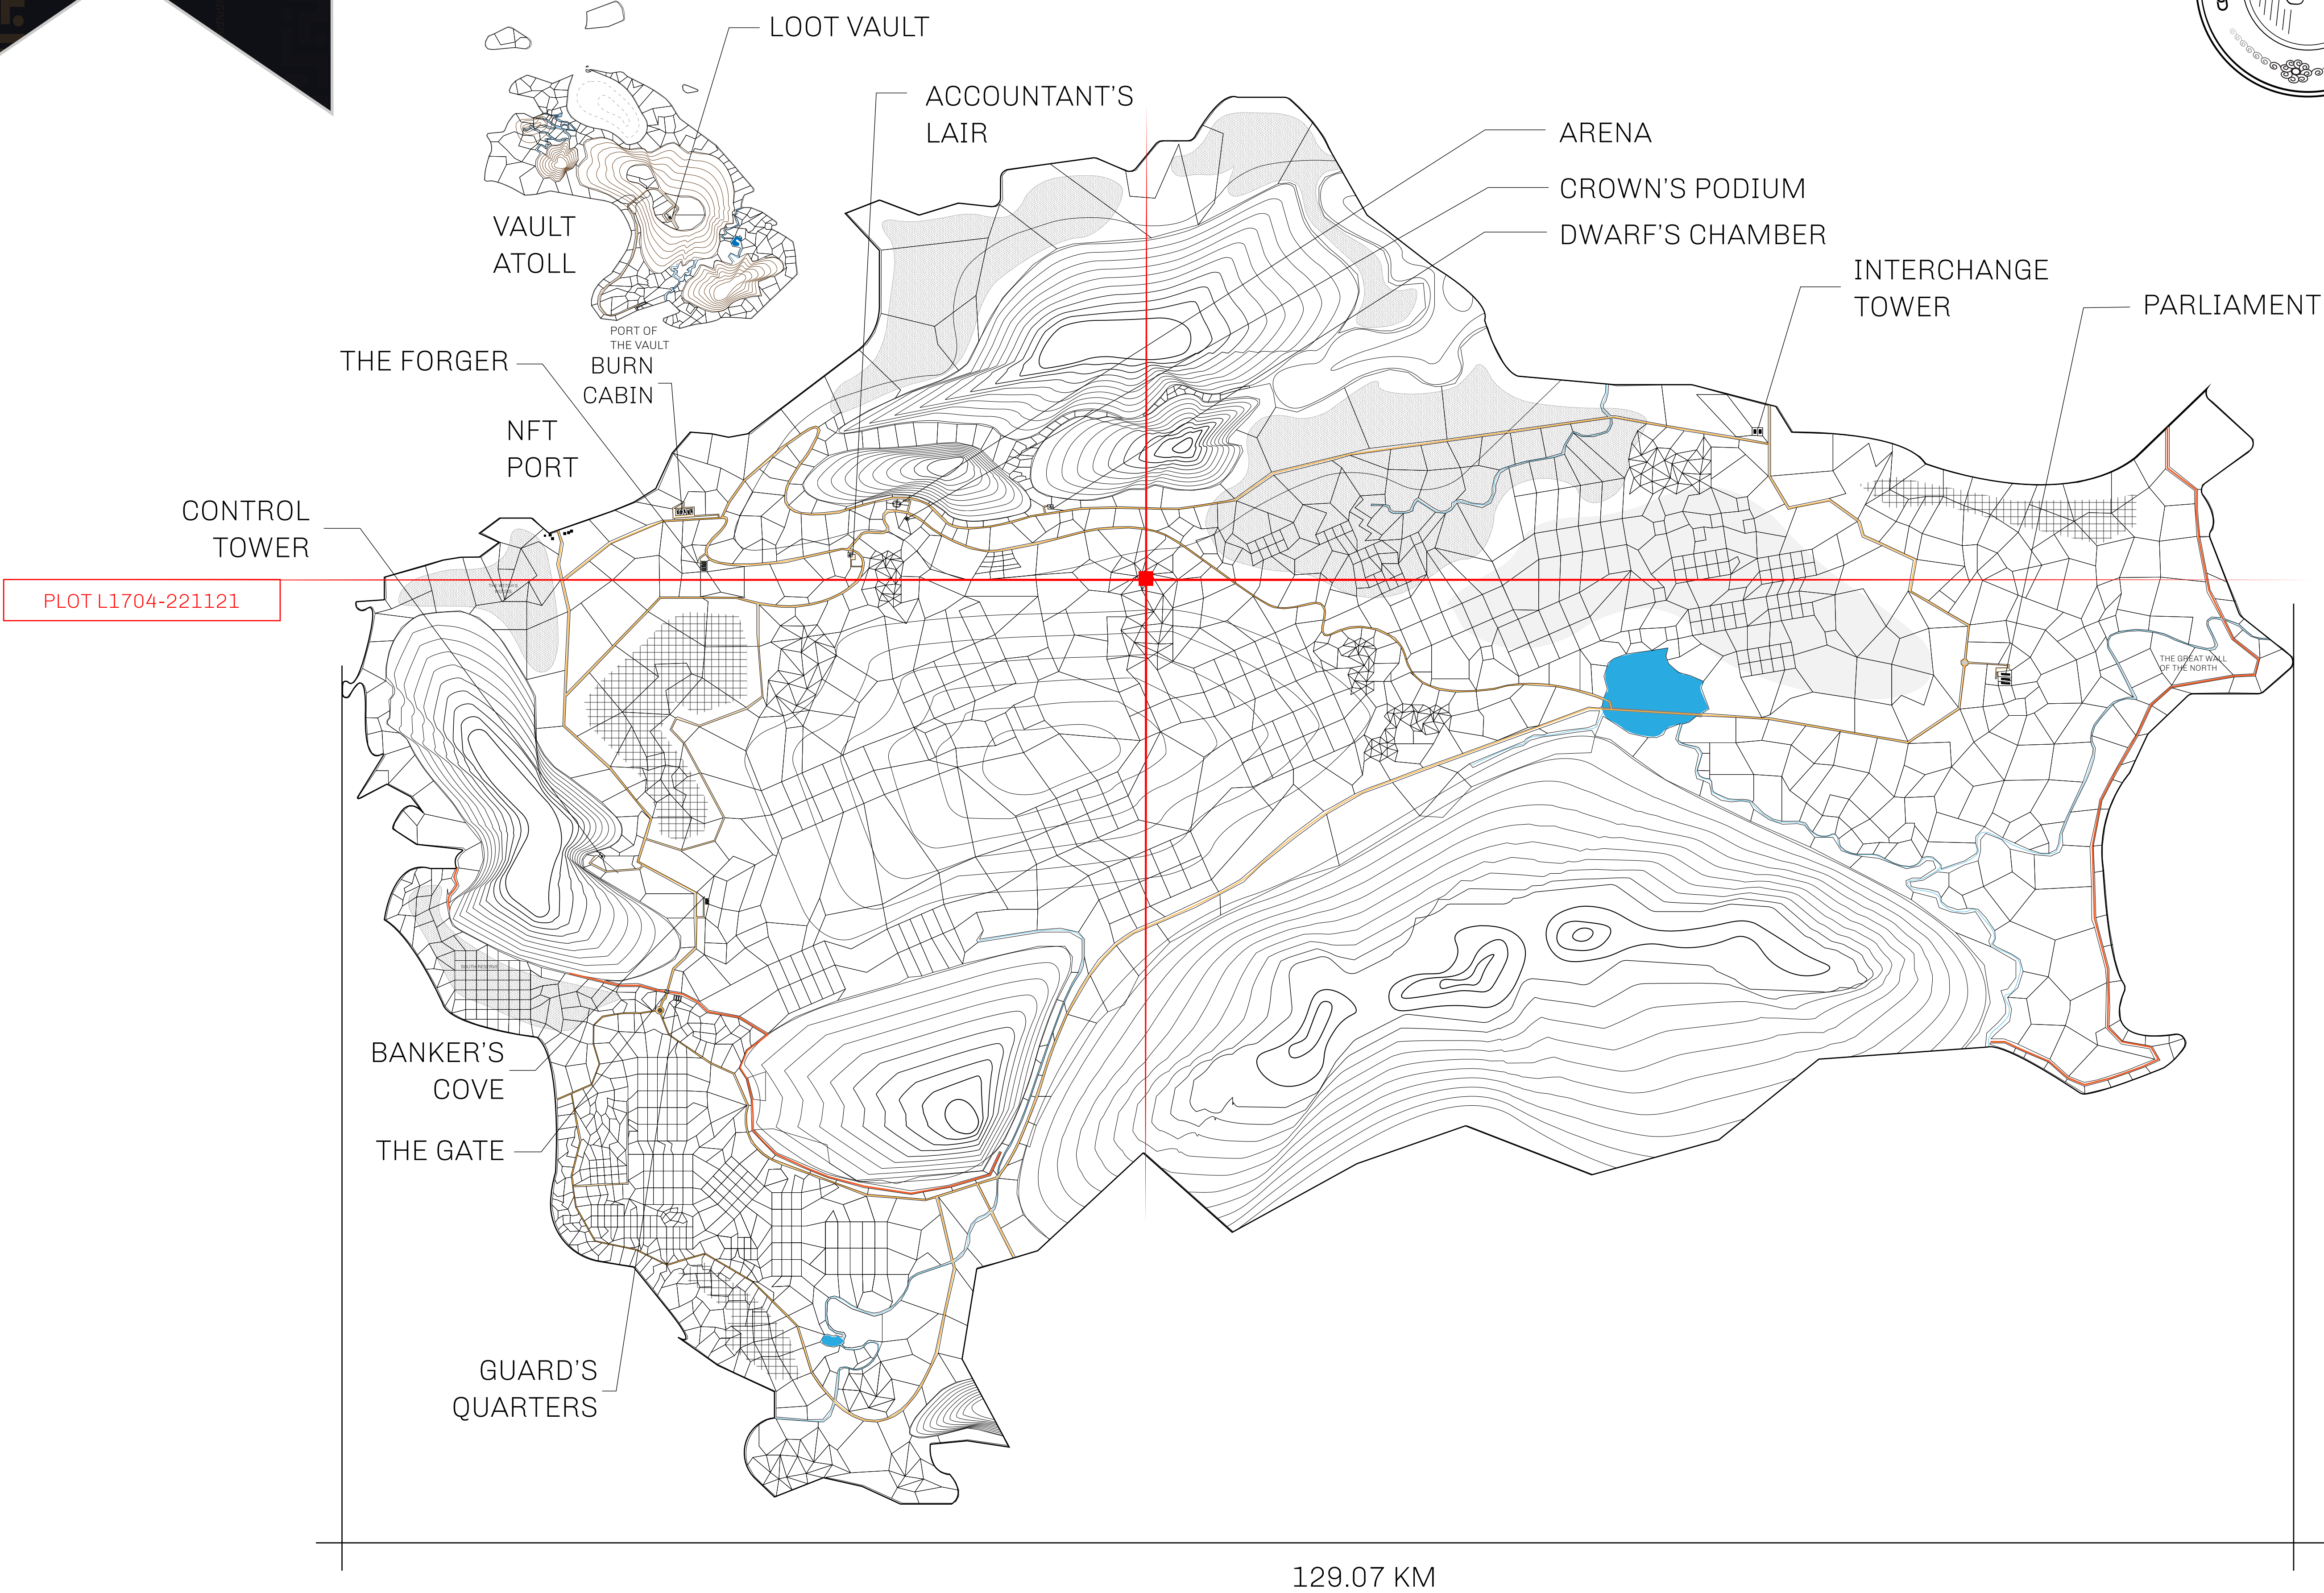 LOOT VAULT
ACCOUNTANT'S
LAIR
ARENA
CROWN'S PODIUM
DWARF'S CHAMBER
VAULT
ATOLL
INTERCHANGE
TOWER
PARLIAMENT
PORT OF
THE VAULT
THE FORGER
BURN
CABIN
NFT
PORT
CONTROL
TOWER
PLOT L1704-221121
THE GREAT WALL
OF THE NORTH
SOUTH RESERVE
BANKER'S
COVE
THE GATE
GUARD'S
QUARTERS
129.07 KM